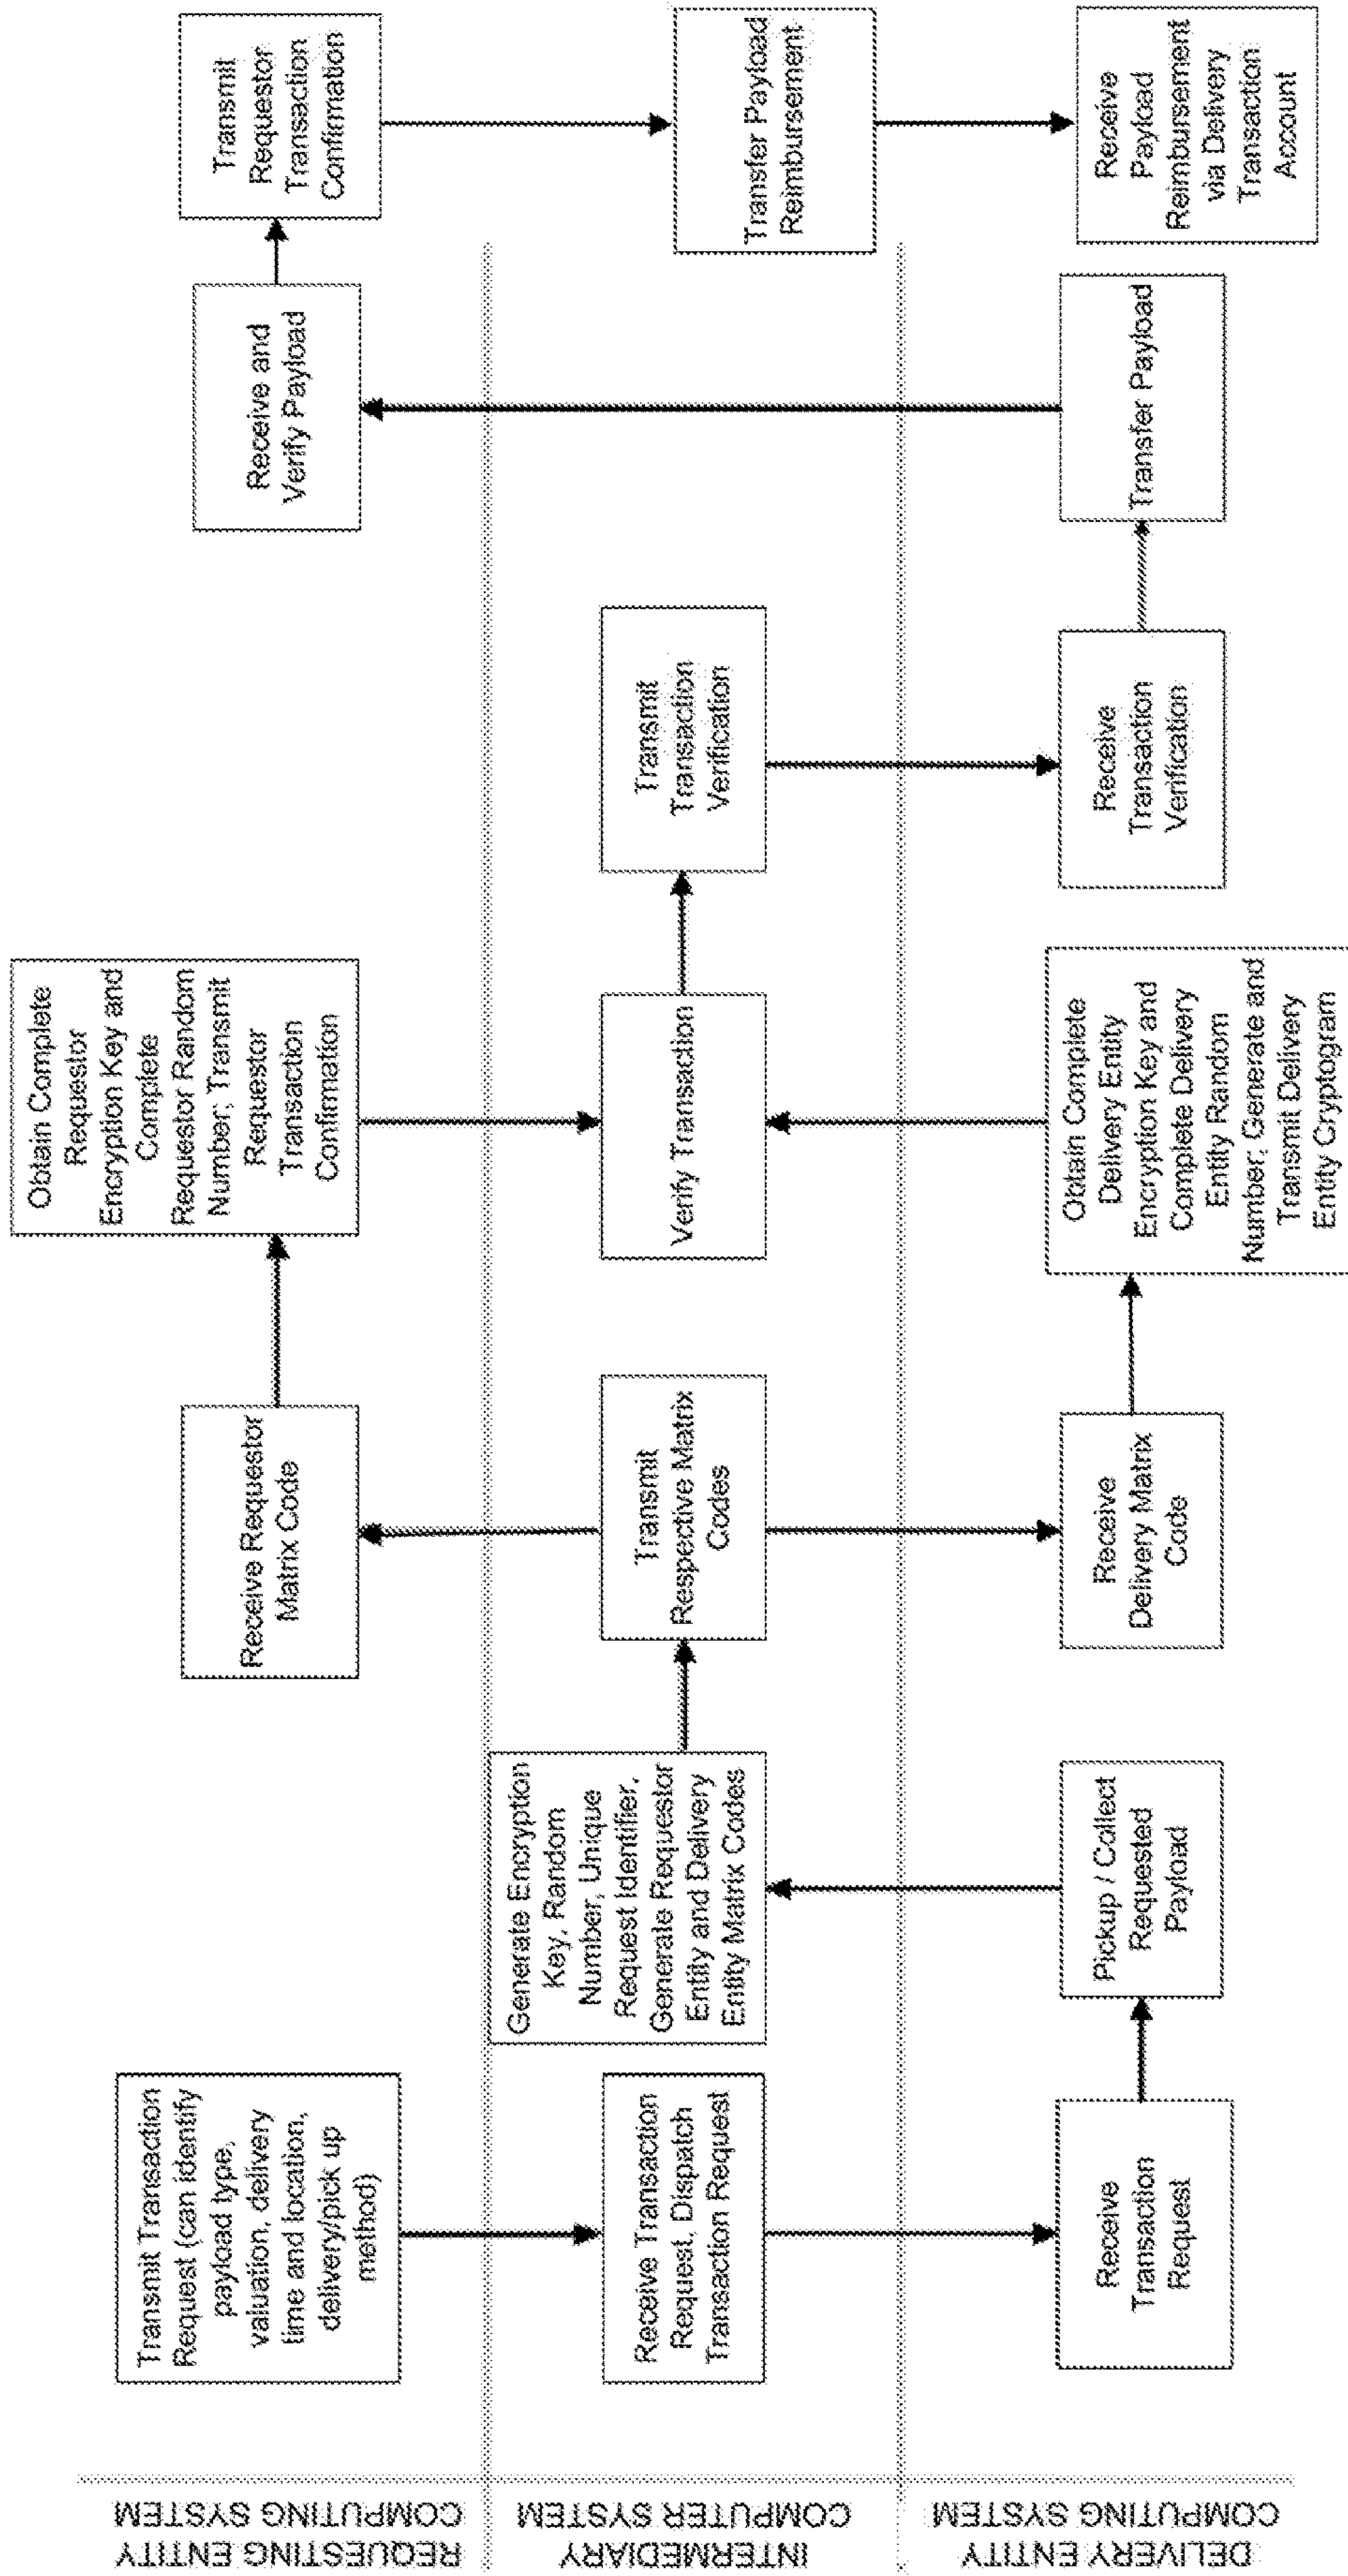 REQUESTING ENTITY
COMPUTING SYSTEM
Transmit Transaction
Request (can identify
payload type,
valuation, delivery
time and location,
delivery/pick up
method)
Receive Requestor
Matrix Code
Obtain Complete
Requestor
Encryption Key and
Complete
Requestor Random
Number; Transmit
Requestor
Transaction
Confirmation
Receive and
Verify Payload
Transmit
Requestor
Transaction
Confirmation
INTERMEDIARY
COMPUTER SYSTEM
Receive Transaction
Request, Dispatch
Transaction Request
Generate Encryption
Key, Random
Number, Unique
Request Identifier,
Generate Requestor
Entity and Delivery
Entity Matrix Codes
Transmit
Respective Matrix
Codes
Verify Transaction
Transmit
Transaction
Verification
Transfer Payload
Reimbursement
DELIVERY ENTITY
COMPUTING SYSTEM
Receive
Transaction
Request
Pickup / Collect
Requested
Payload
Receive
Delivery Matrix
Code
Obtain Complete
Delivery Entity
Encryption Key and
Complete Delivery
Entity Random
Number; Generate and
Transmit Delivery
Entity Cryptogram
Receive
Transaction
Verification
Transfer Payload
Receive
Payload
Reimbursement
via Delivery
Transaction
Account